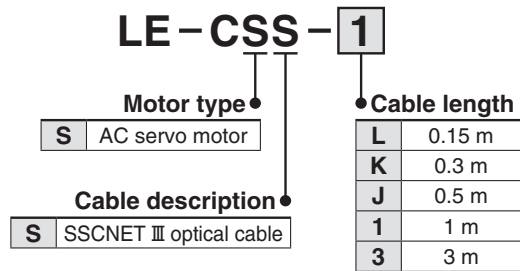 LE－CSS－1
Motor type
S AC servo motor
Cable description
S SSCNET Ⅲ optical cable
Cable length
L 0.15 m
K 0.3 m
J 0.5 m
1 1 m
3 3 m